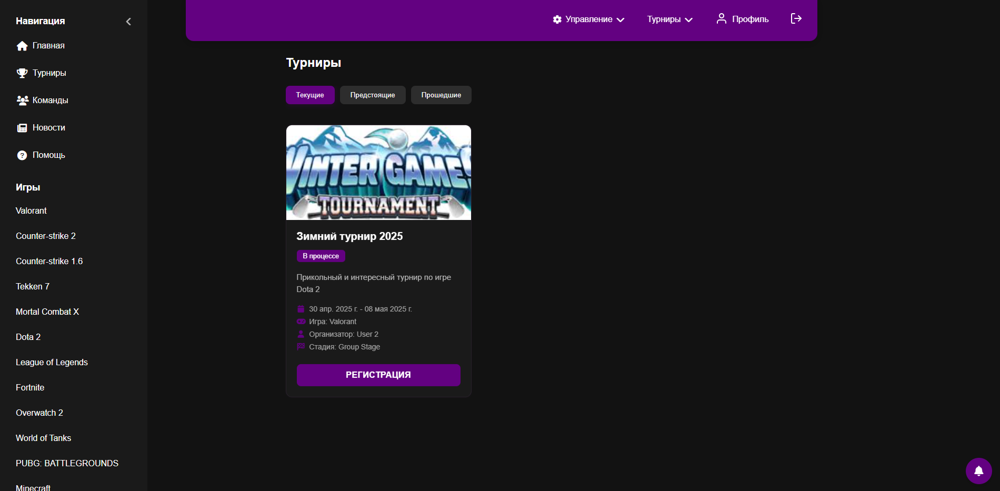 Навигация
Главная
Турниры
Команды
Новости
Помощь
Игры
Valorant
Counter-strike 2
Counter-strike 1.6
Tekken 7
Mortal Combat X
Dota 2
League of Legends
Fortnite
Overwatch 2
World of Tanks
PUBG: BATTLEGROUNDS
Minecraft
Управление
Турниры
Профиль
Турниры
Текущие
Предстоящие
Прошедшие
WINTER GAMES
TOURNAMENT
Зимний турнир 2025
В процессе
Прикольный и интересный турнир по игре
Dota 2
30 апр. 2025 г. - 08 мая 2025 г.
Игра: Valorant
Организатор: User 2
Стадия: Group Stage
РЕГИСТРАЦИЯ